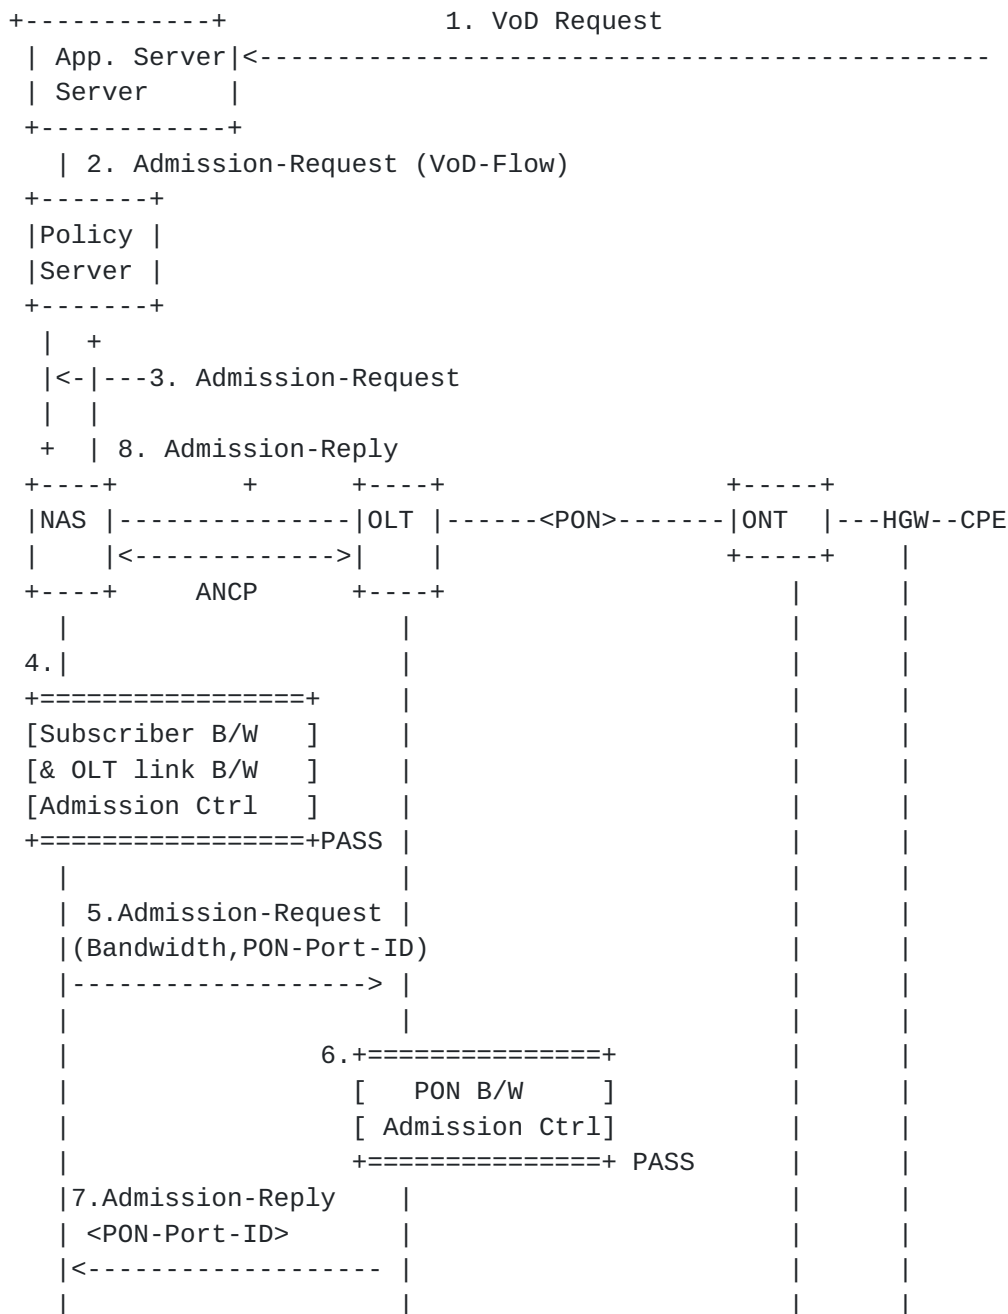 +------------+              1. VoD Request
 | App. Server|<-----------------------------------------------
 | Server     |
 +------------+
   | 2. Admission-Request (VoD-Flow)
 +-------+
 |Policy |
 |Server |
 +-------+
  |  +
  |<-|---3. Admission-Request
  |  |
  +  | 8. Admission-Reply
 +----+        +      +----+                  +-----+
 |NAS |---------------|OLT |------<PON>-------|ONT  |---HGW--CPE
 |    |<------------->|    |                  +-----+    |
 +----+     ANCP      +----+                      |      |
   |                     |                        |      |
 4.|                     |                        |      |
 +=================+     |                        |      |
 [Subscriber B/W   ]     |                        |      |
 [& OLT link B/W   ]     |                        |      |
 [Admission Ctrl   ]     |                        |      |
 +=================+PASS |                        |      |
   |                     |                        |      |
   | 5.Admission-Request |                        |      |
   |(Bandwidth,PON-Port-ID)                       |      |
   |-------------------> |                        |      |
   |                     |                        |      |
   |                6.+===============+           |      |
   |                  [   PON B/W     ]           |      |
   |                  [ Admission Ctrl]           |      |
   |                  +===============+ PASS      |      |
   |7.Admission-Reply    |                        |      |
   | <PON-Port-ID>       |                        |      |
   |<------------------- |                        |      |
   |                     |                        |      |